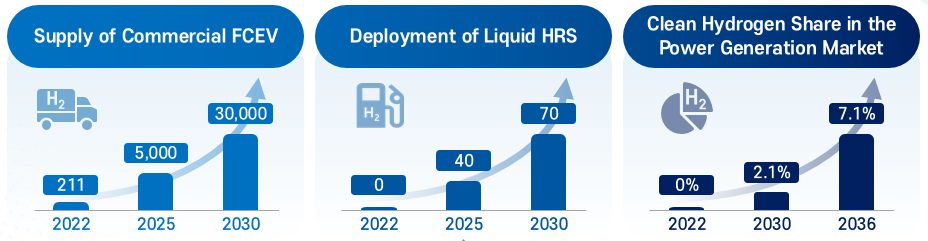 Supply of Commercial FCEV
H2
211
5,000
30,000
2022
2025
2030
Deployment of Liquid HRS
H2
0
40
70
2022
2025
2030
Clean Hydrogen Share in the
Power Generation Market
H2
0%
2.1%
7.1%
2022
2030
2036